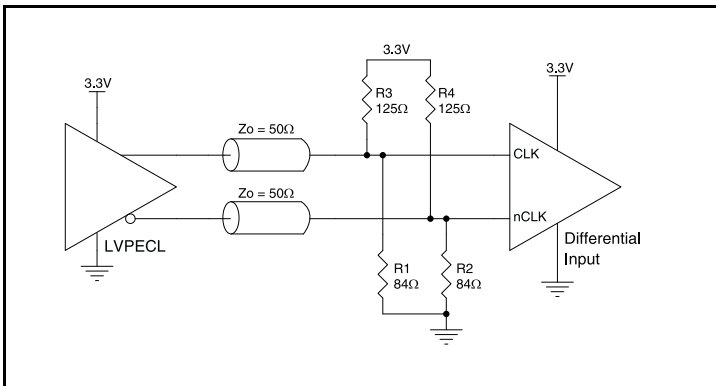 3.3V
3.3V
3.3V
R3
125Ω
R4
125Ω
Zo = 50Ω
CLK
Zo = 50Ω
nCLK
LVPECL
Differential
Input
R1
84Ω
R2
84Ω